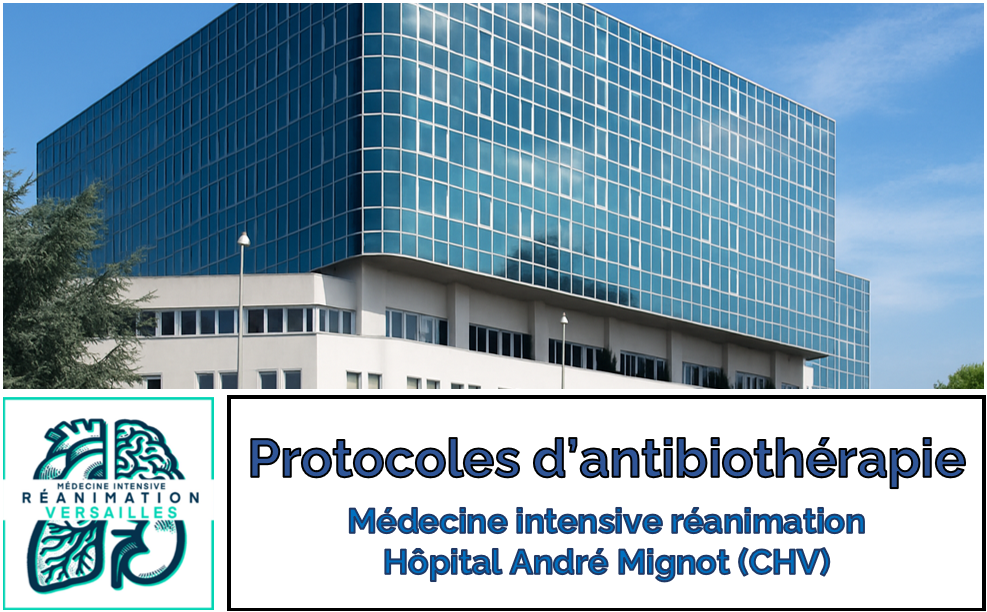 MÉDECINE INTENSIVE
RÉANIMATION
VERSAILLES
Protocoles d’antibiothérapie
Médecine intensive réanimation
Hôpital André Mignot (CHV)